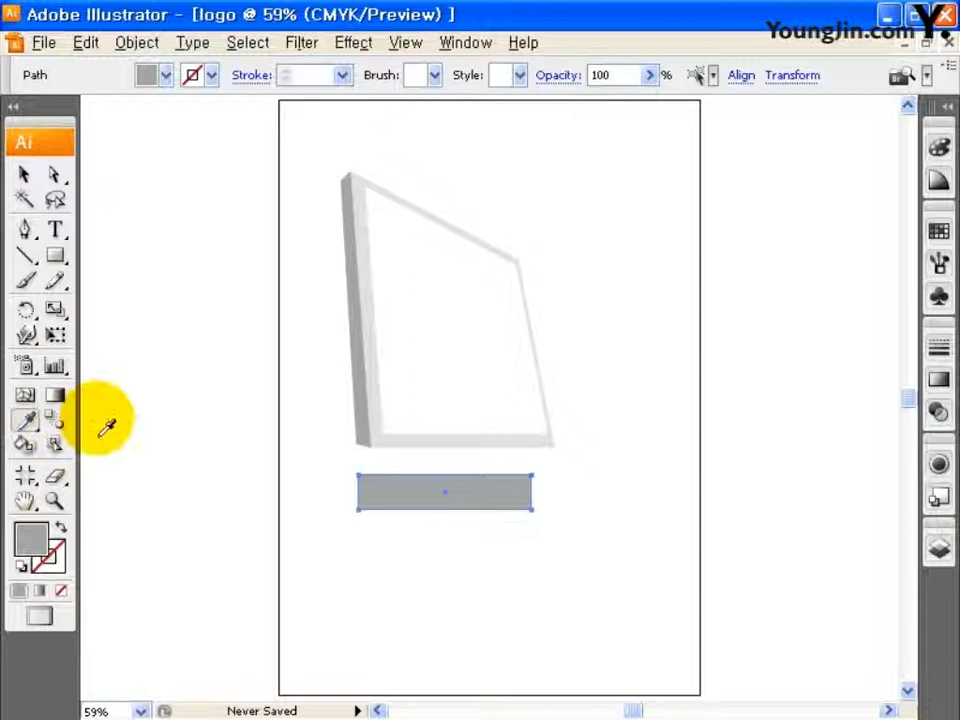 Adobe Illustrator - [logo @ 59% (CMYK/Preview) ]
YoungJin.com Y.
File Edit Object Type Select Filter Effect View Window Help
Path Stroke: Brush: Style: Opacity: 100 % Align Transform
Ai
T
59% Never Saved